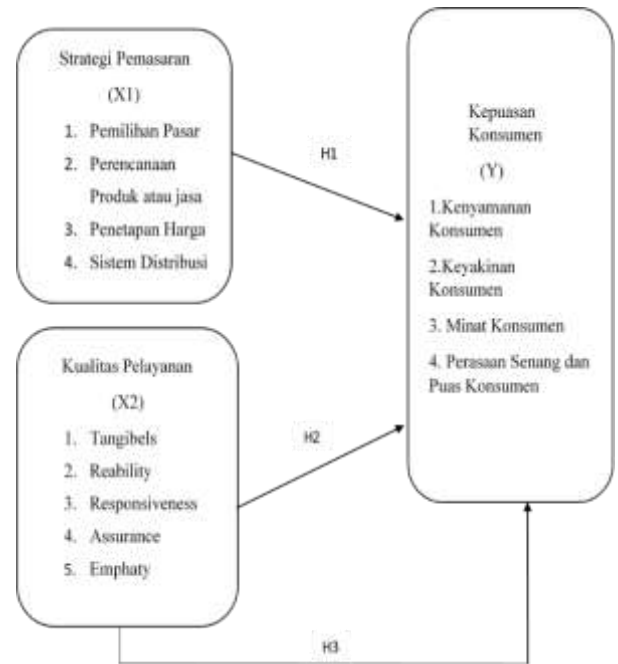 Strategi Pemasaran
(X1)
1. Pemilihan Pasar
2. Perencanaan
Produk atau jasa
3. Penetapan Harga
4. Sistem Distribusi
H1
Kepuasan
Konsumen
(Y)
1.Kenyamanan
Konsumen
2.Keyakinan
Konsumen
3. Minat Konsumen
4. Perasaan Senang dan
Puas Konsumen
Kualitas Pelayanan
(X2)
1. Tangibels
2. Reability
3. Responsiveness
4. Assurance
5. Emphaty
H2
H3